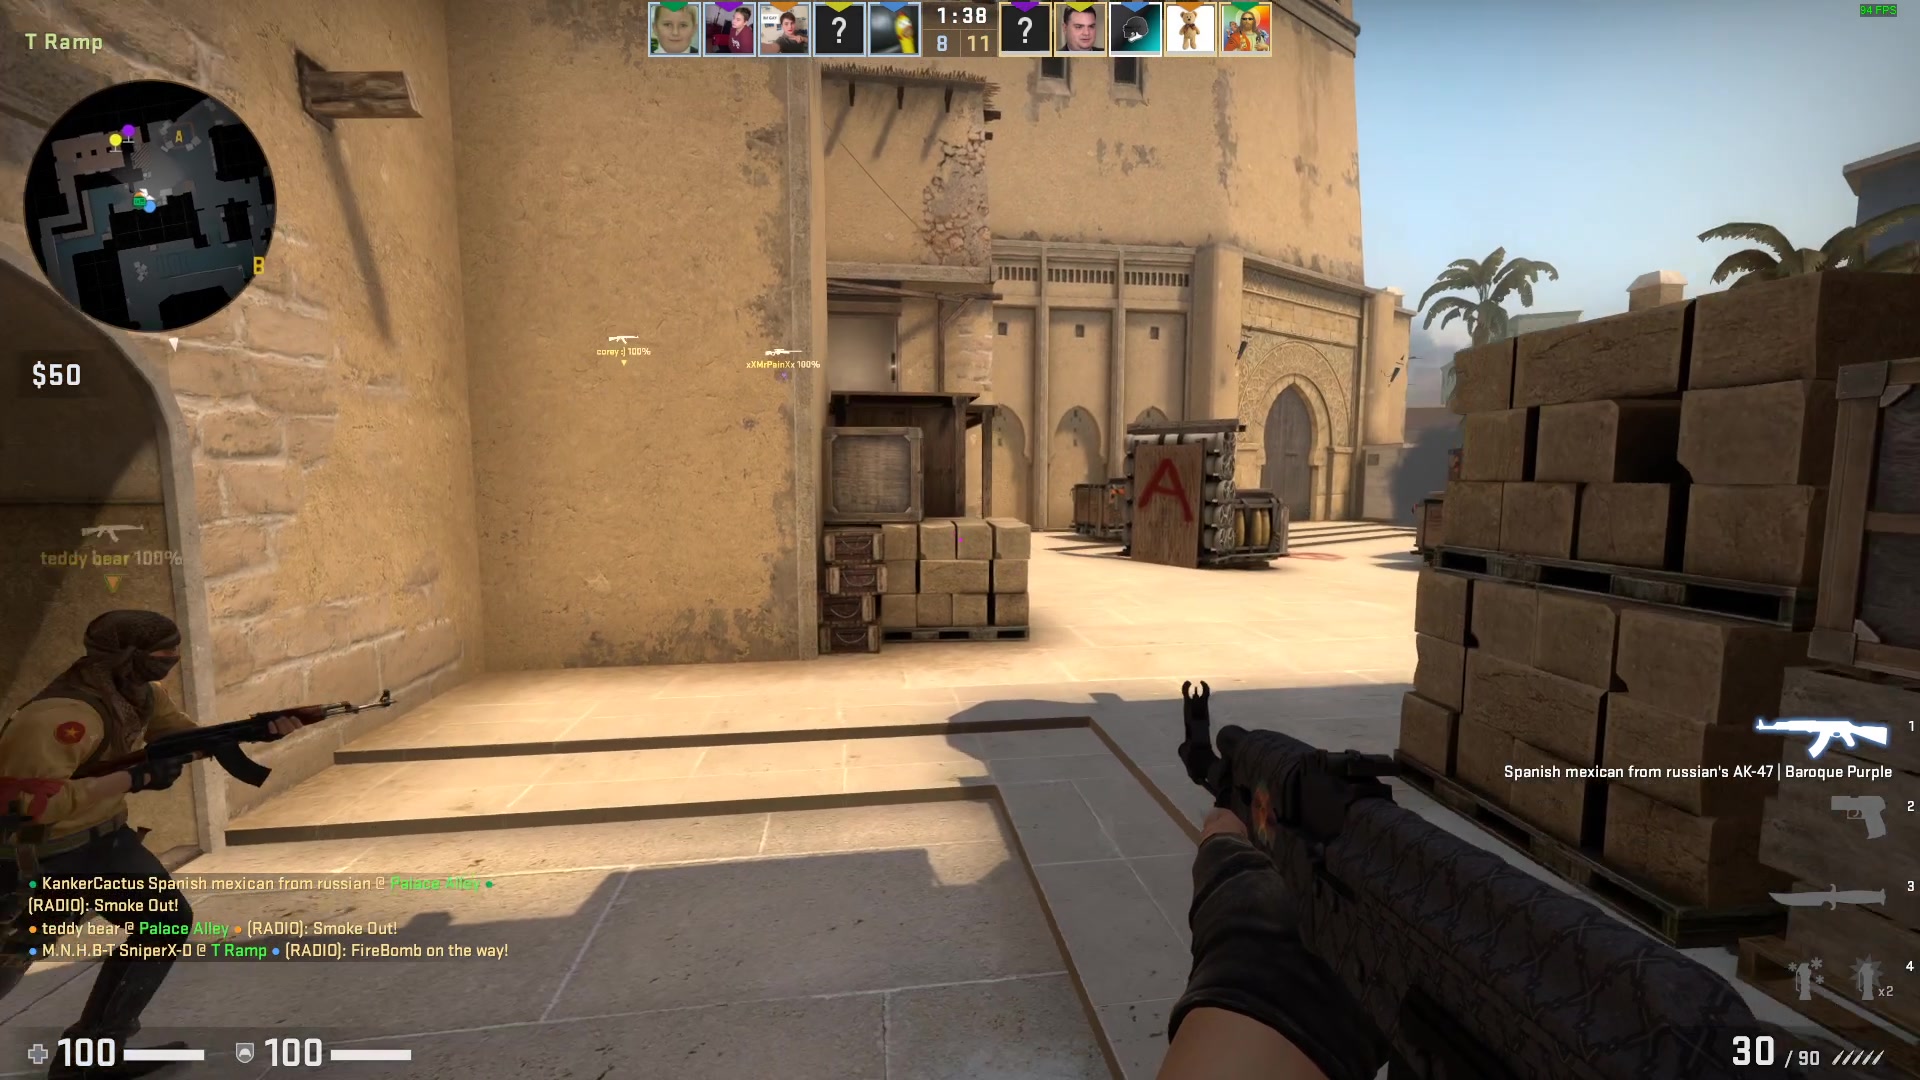 94 FPS
1:38
8 11
? ?
T Ramp
A
B
$50
corey :) 100%
xXMrPainXx 100%
A
teddy bear 100%
1
Spanish mexican from russian's AK-47 | Baroque Purple
2
3
4
x2
KankerCactus Spanish mexican from russian @ Palace Alley
(RADIO): Smoke Out!
teddy bear @ Palace Alley (RADIO): Smoke Out!
M.N.H.B-T SniperX-D @ T Ramp (RADIO): FireBomb on the way!
100 100
30 / 90